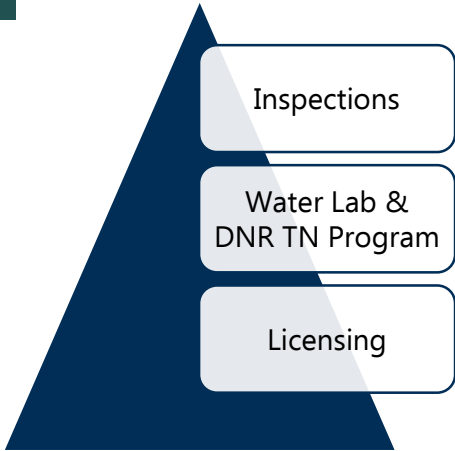 Inspections
Water Lab &
DNR TN Program
Licensing